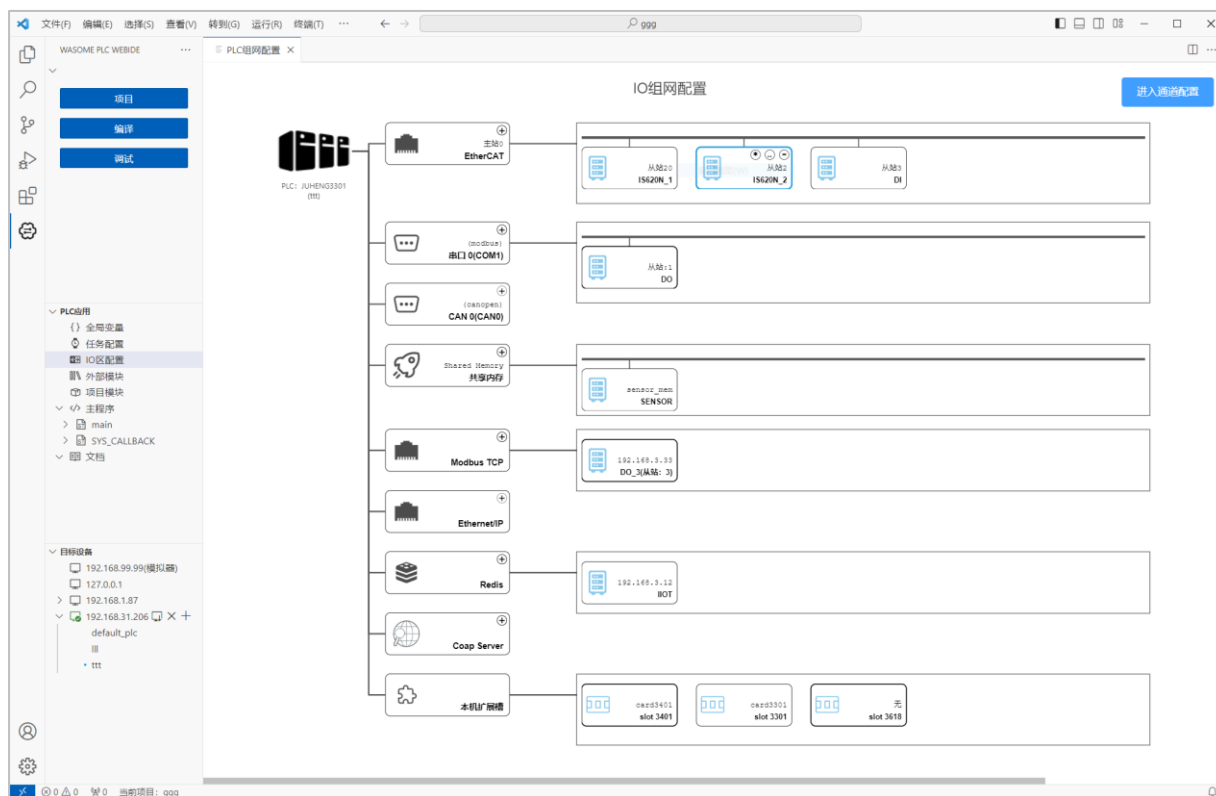 文件(F) 编辑(E) 选择(S) 查看(V) 转到(G) 运行(R) 终端(T) ··· ggg
WASOME PLC WEBIDE ···
PLC组网配置
项目
编译
调试
IO组网配置
进入通道配置
PLC: JUHENG3301
(ttt)
主站0
EtherCAT
从站20
IS620N_1
从站2
IS620N_2
从站3
DI
(modbus)
串口 0(COM1)
从站:1
DO
(canopen)
CAN 0(CAN0)
Shared Memory
共享内存
sensor_mem
SENSOR
Modbus TCP
192.168.3.33
DO_3(从站: 3)
Ethernet/IP
Redis
192.168.3.12
IIOT
Coap Server
本机扩展槽
card3401
slot 3401
card3301
slot 3301
无
slot 3618
PLC应用
全局变量
任务配置
IO区配置
外部模块
项目模块
主程序
main
SYS_CALLBACK
文档
目标设备
192.168.99.99(模拟器)
127.0.0.1
192.168.1.87
192.168.31.206
default_plc
lll
ttt
0 0 0 当前项目: ggg